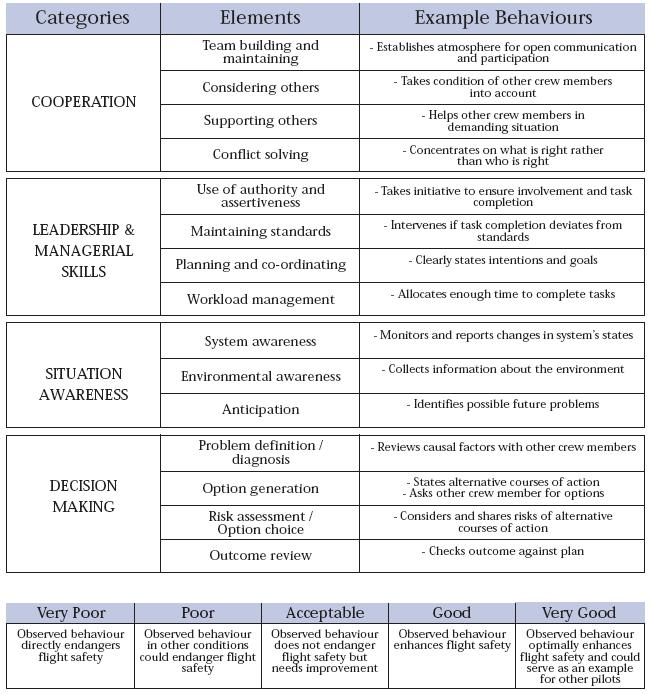 Categories
Elements
Example Behaviours
COOPERATION
Team building and
maintaining
- Establishes atmosphere for open communication
and participation
Considering others
- Takes condition of other crew members
into account
Supporting others
- Helps other crew members in
demanding situation
Conflict solving
- Concentrates on what is right rather
than who is right
LEADERSHIP &
MANAGERIAL
SKILLS
Use of authority and
assertiveness
- Takes initiative to ensure involvement and task
completion
Maintaining standards
- Intervenes if task completion deviates from
standards
Planning and co-ordinating
- Clearly states intentions and goals
Workload management
- Allocates enough time to complete tasks
SITUATION
AWARENESS
System awareness
- Monitors and reports changes in system's states
Environmental awareness
- Collects information about the environment
Anticipation
- Identifies possible future problems
DECISION
MAKING
Problem definition /
diagnosis
- Reviews causal factors with other crew members
Option generation
- States alternative courses of action
- Asks other crew member for options
Risk assessment /
Option choice
- Considers and shares risks of alternative
courses of action
Outcome review
- Checks outcome against plan
Very Poor
Poor
Acceptable
Good
Very Good
Observed behaviour
directly endangers
flight safety
Observed behaviour
in other conditions
could endanger flight
safety
Observed behaviour
does not endanger
flight safety but
needs improvement
Observed behaviour
enhances flight safety
Observed behaviour
optimally enhances
flight safety and could
serve as an example
for other pilots